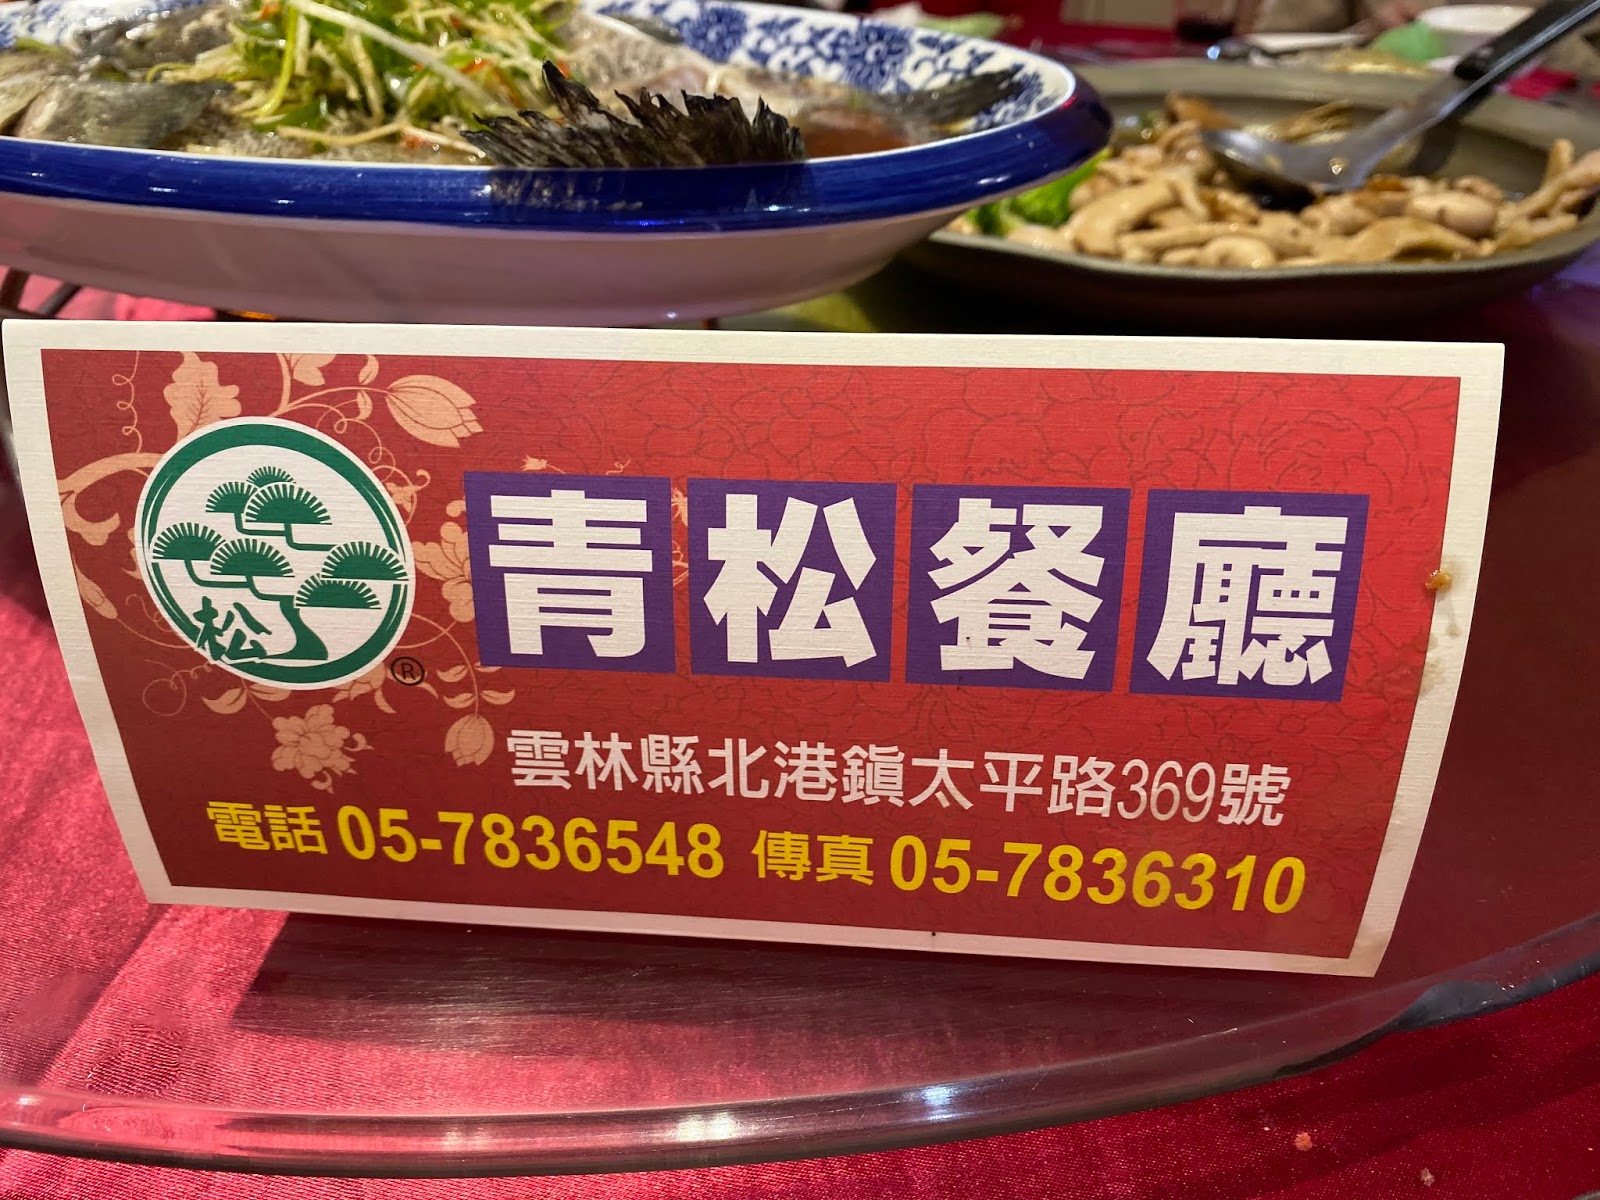 松
®
青松餐廳
雲林縣北港鎮太平路369號
電話 05-7836548 傳真 05-7836310